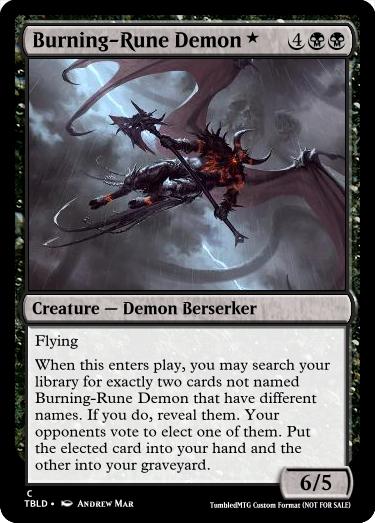 Burning-Rune Demon ★ 4
Creature — Demon Berserker
Flying
When this enters play, you may search your
library for exactly two cards not named
Burning-Rune Demon that have different
names. If you do, reveal them. Your
opponents vote to elect one of them. Put
the elected card into your hand and the
other into your graveyard.
6/5
C
TBLD • Andrew Mar
TumbledMTG Custom Format (NOT FOR SALE)